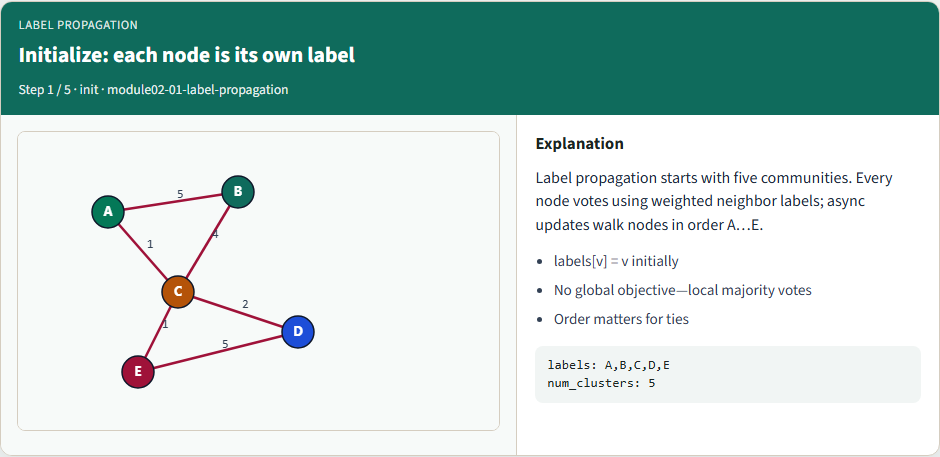 LABEL PROPAGATION
Initialize: each node is its own label
Step 1 / 5 · init · module02-01-label-propagation
5
A
B
1
4
C
2
1
D
5
E
Explanation
Label propagation starts with five communities. Every
node votes using weighted neighbor labels; async
updates walk nodes in order A…E.
• labels[v] = v initially
• No global objective—local majority votes
• Order matters for ties
labels: A,B,C,D,E
num_clusters: 5